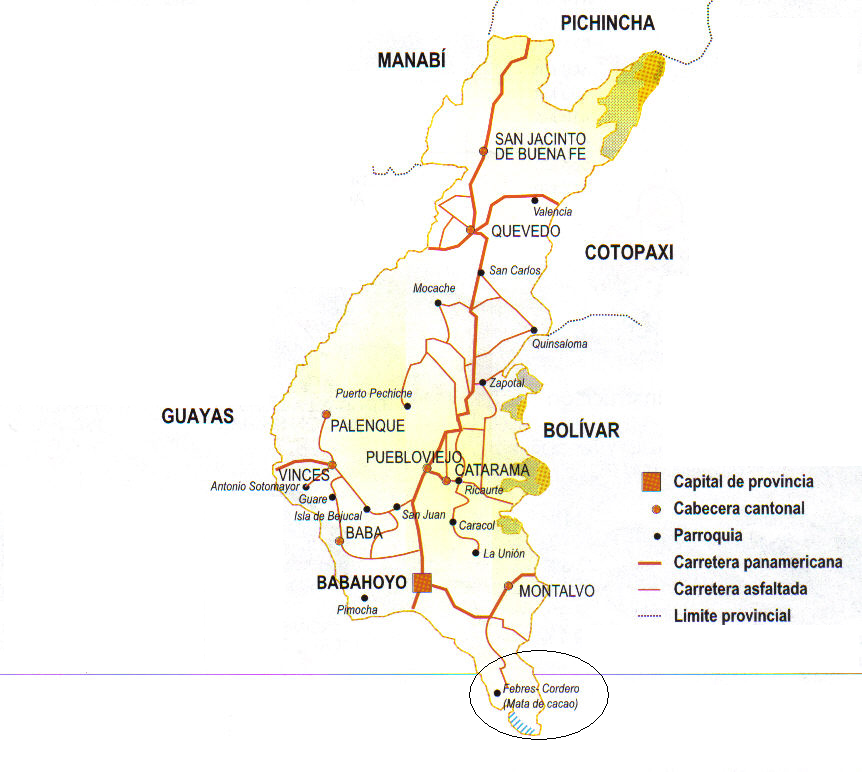 PICHINCHA
MANABÍ
SAN JACINTO
DE BUENA FE
Valencia
QUEVEDO
COTOPAXI
San Carlos
Mocache
Quinsaloma
Zapotal
Puerto Pechiche
GUAYAS
PALENQUE
BOLÍVAR
PUEBLOVIEJO
VINCES
CATARAMA
Antonio Sotomayor
Ricaurte
Guare
Isla de Bejucal
San Juan
Caracol
BABA
La Unión
BABAHOYO
MONTALVO
Pimocha
Febres- Cordero
(Mata de cacao)
Capital de provincia
Cabecera cantonal
Parroquia
Carretera panamericana
Carretera asfaltada
Limite provincial